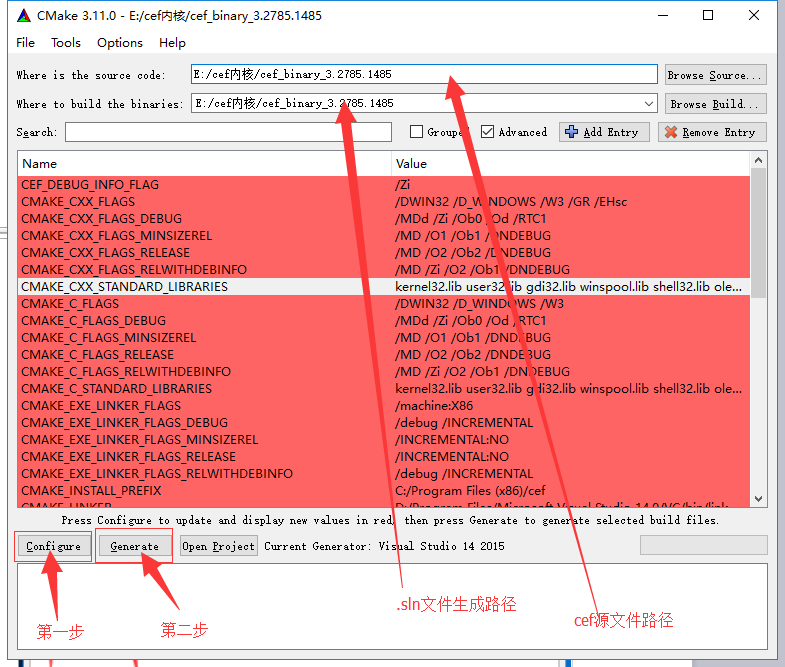 CMake 3.11.0 - E:/cef内核/cef_binary_3.2785.1485
File Tools Options Help
Where is the source code: E:/cef内核/cef_binary_3.2785.1485 Browse Source...
Where to build the binaries: E:/cef内核/cef_binary_3.2785.1485 Browse Build...
Search: Grouped Advanced Add Entry Remove Entry
Name Value
CEF_DEBUG_INFO_FLAG /Zi
CMAKE_CXX_FLAGS /DWIN32 /D_WINDOWS /W3 /GR /EHsc
CMAKE_CXX_FLAGS_DEBUG /MDd /Zi /Ob0 /Od /RTC1
CMAKE_CXX_FLAGS_MINSIZEREL /MD /O1 /Ob1 /DNDEBUG
CMAKE_CXX_FLAGS_RELEASE /MD /O2 /Ob2 /DNDEBUG
CMAKE_CXX_FLAGS_RELWITHDEBINFO /MD /Zi /O2 /Ob1 /DNDEBUG
CMAKE_CXX_STANDARD_LIBRARIES kernel32.lib user32.lib gdi32.lib winspool.lib shell32.lib ole...
CMAKE_C_FLAGS /DWIN32 /D_WINDOWS /W3
CMAKE_C_FLAGS_DEBUG /MDd /Zi /Ob0 /Od /RTC1
CMAKE_C_FLAGS_MINSIZEREL /MD /O1 /Ob1 /DNDEBUG
CMAKE_C_FLAGS_RELEASE /MD /O2 /Ob2 /DNDEBUG
CMAKE_C_FLAGS_RELWITHDEBINFO /MD /Zi /O2 /Ob1 /DNDEBUG
CMAKE_C_STANDARD_LIBRARIES kernel32.lib user32.lib gdi32.lib winspool.lib shell32.lib ole...
CMAKE_EXE_LINKER_FLAGS /machine:X86
CMAKE_EXE_LINKER_FLAGS_DEBUG /debug /INCREMENTAL
CMAKE_EXE_LINKER_FLAGS_MINSIZEREL /INCREMENTAL:NO
CMAKE_EXE_LINKER_FLAGS_RELEASE /INCREMENTAL:NO
CMAKE_EXE_LINKER_FLAGS_RELWITHDEBINFO /debug /INCREMENTAL
CMAKE_INSTALL_PREFIX C:/Program Files (x86)/cef
CMAKE_LINKER D:/Program Files/Microsoft Visual Studio 14.0/VC/bin/link
Press Configure to update and display new values in red, then press Generate to generate selected build files.
Configure Generate Open Project Current Generator: Visual Studio 14 2015
.sln文件生成路径
cef源文件路径
第一步
第二步